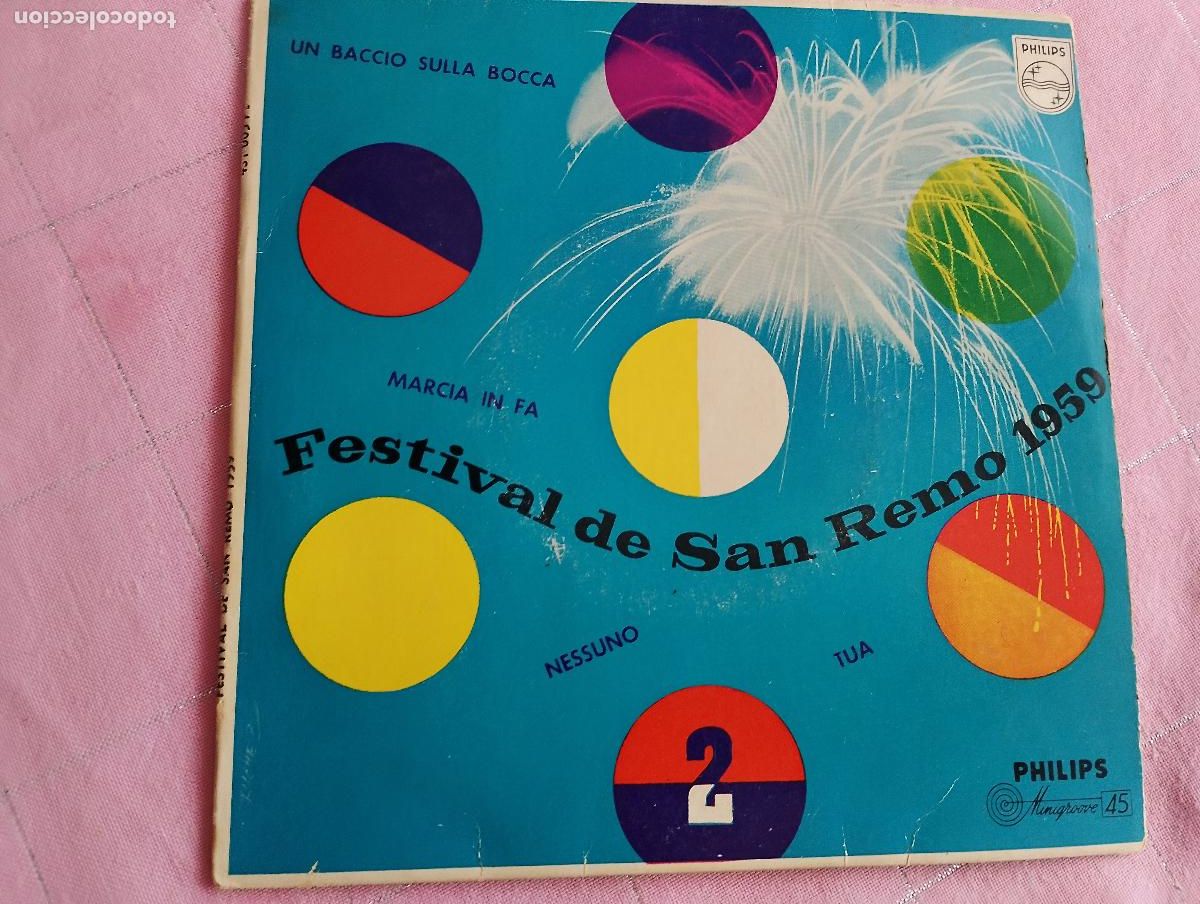 todocoleccion
UN BACCIO SULLA BOCCA
PHILIPS
MARCIA IN FA
Festival de San Remo 1959
NESSUNO
TUA
2
PHILIPS
Minigroove 45
FESTIVAL DE SAN REMO 1959